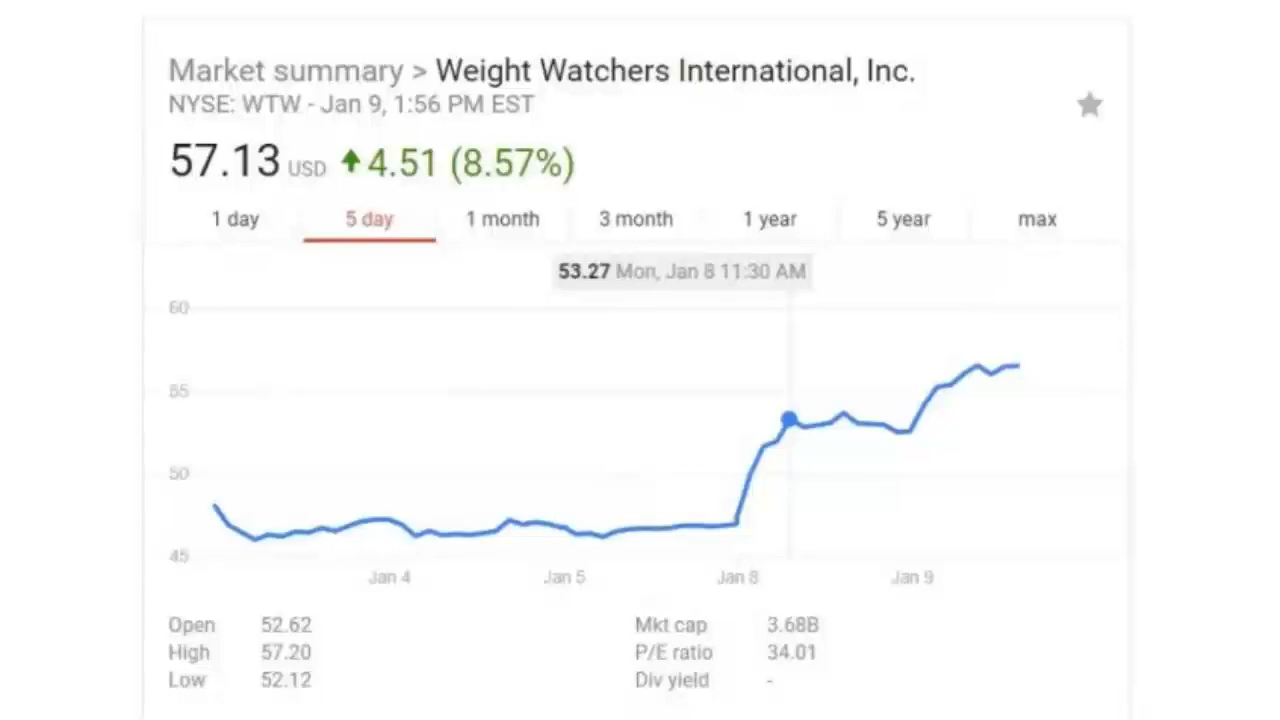 Market summary > Weight Watchers International, Inc.
NYSE: WTW - Jan 9, 1:56 PM EST
57.13 USD 4.51 (8.57%)
1 day 5 day 1 month 3 month 1 year 5 year max
53.27 Mon, Jan 8 11:30 AM
60
55
50
45
Jan 4 Jan 5 Jan 8 Jan 9
Open 52.62 Mkt cap 3.68B
High 57.20 P/E ratio 34.01
Low 52.12 Div yield -